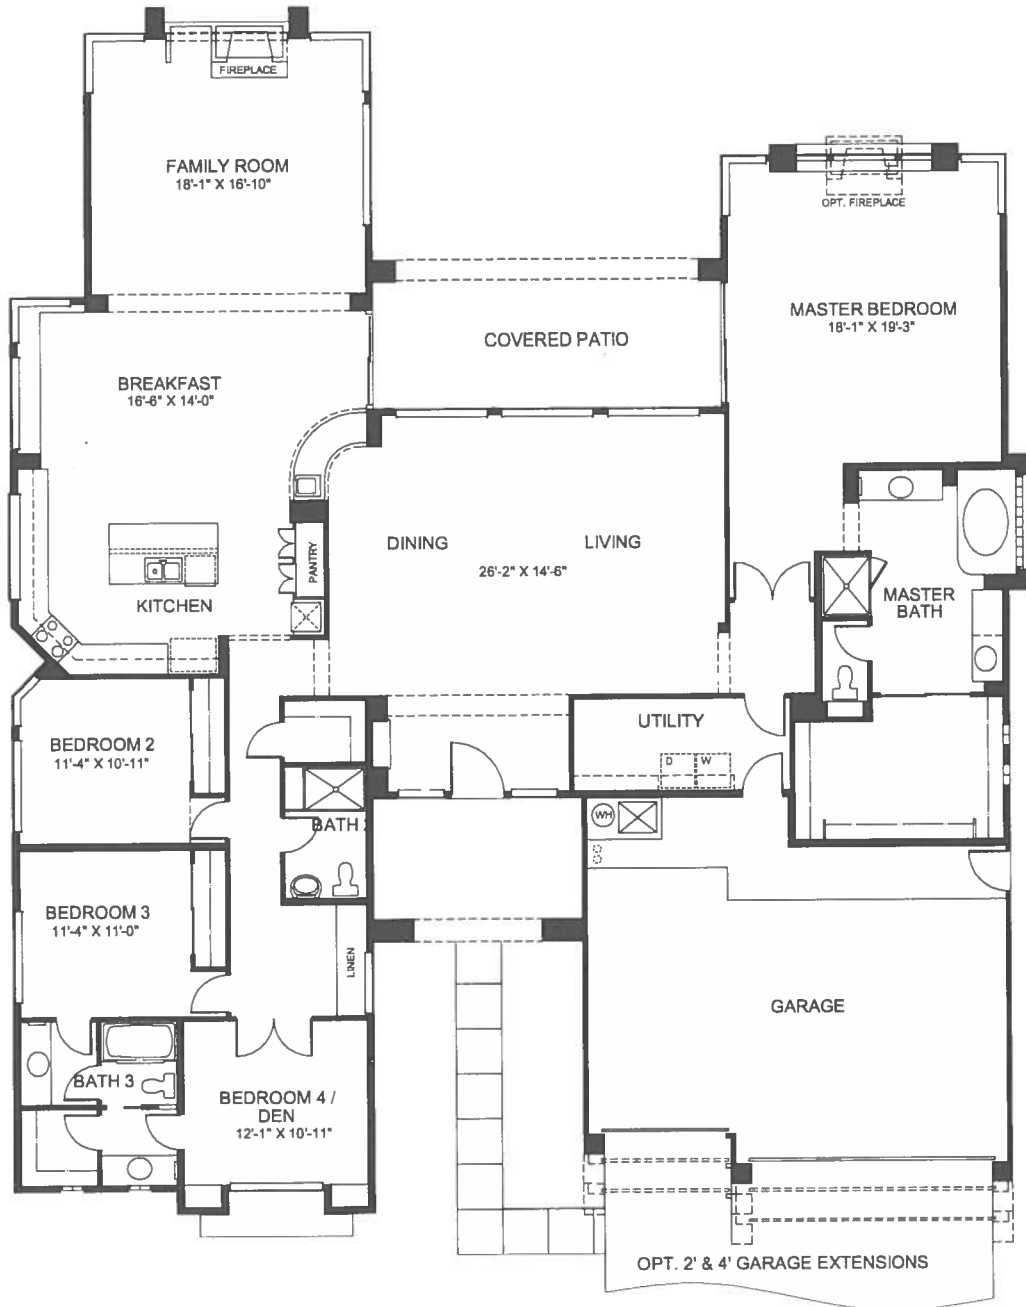 FIREPLACE
FAMILY ROOM
18'-1" X 16'-10"
OPT. FIREPLACE
MASTER BEDROOM
18'-1" X 19'-3"
COVERED PATIO
BREAKFAST
16'-6" X 14'-0"
DINING
LIVING
26'-2" X 14'-6"
PANTRY
KITCHEN
MASTER
BATH
UTILITY
D
W
BEDROOM 2
11'-4" X 10'-11"
WH
BATH 2
BEDROOM 3
11'-4" X 11'-0"
LINEN
GARAGE
BATH 3
BEDROOM 4 /
DEN
12'-1" X 10'-11"
OPT. 2' & 4' GARAGE EXTENSIONS